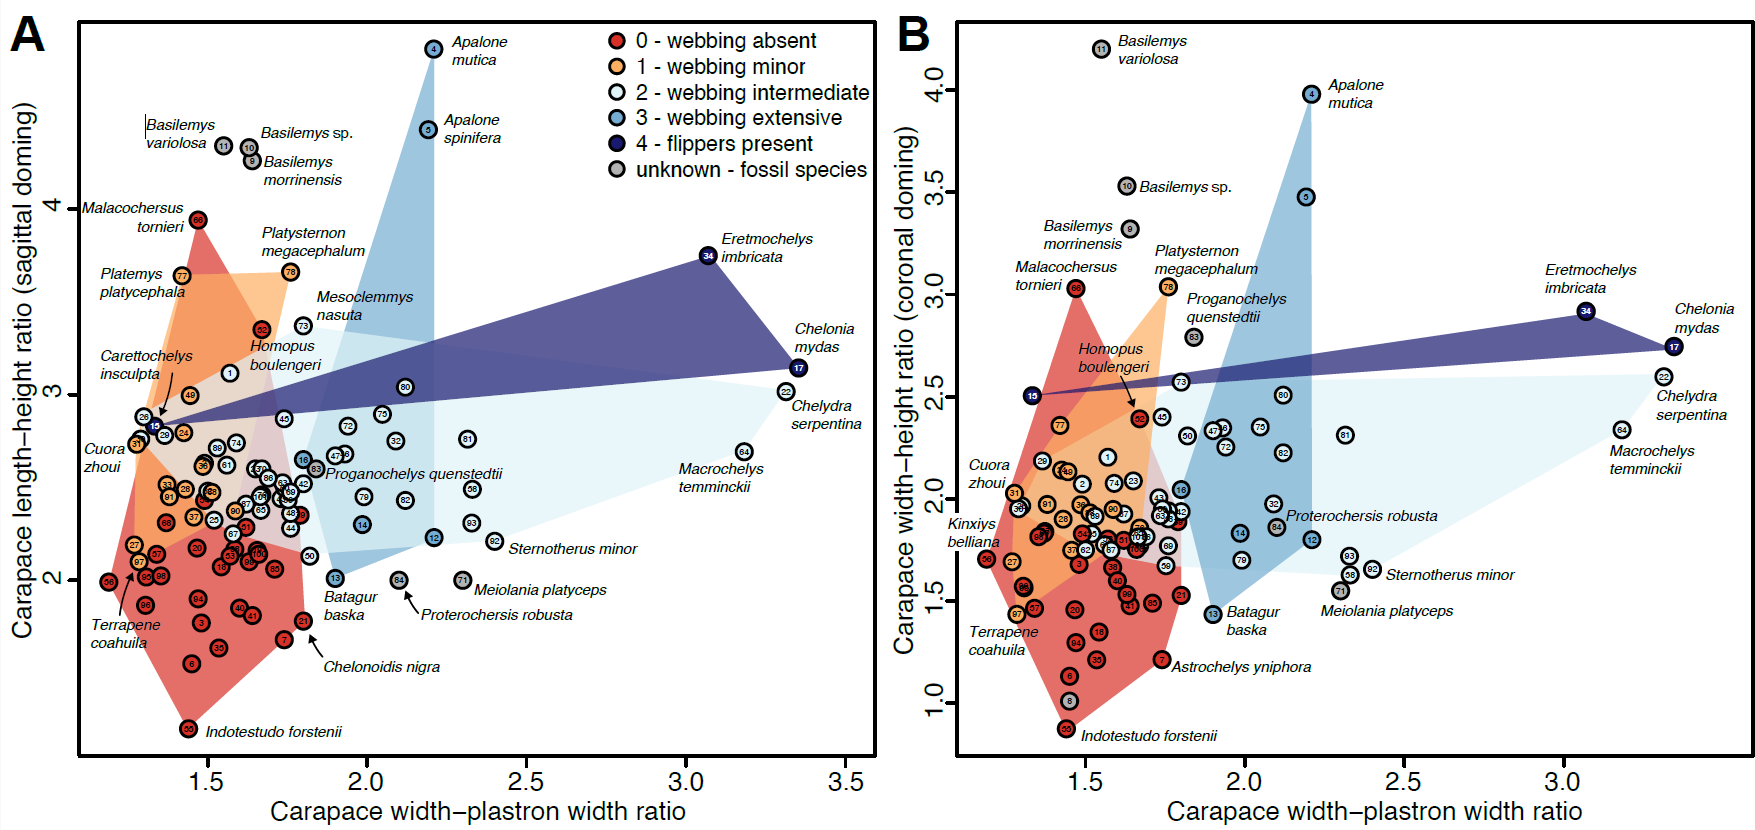 A
Carapace length–height ratio (sagittal doming)
4
3
2
1.5
2.0
2.5
3.0
3.5
Carapace width–plastron width ratio
0 - webbing absent
1 - webbing minor
2 - webbing intermediate
3 - webbing extensive
4 - flippers present
unknown - fossil species
Apalone
mutica
Apalone
spinifera
Basilemys
variolosa
Basilemys sp.
Basilemys
morrinensis
Malacochersus
tornieri
Platysternon
megacephalum
Platemys
platycephala
Mesoclemmys
nasuta
Eretmochelys
imbricata
Carettochelys
insculpta
Homopus
boulengeri
Chelonia
mydas
Chelydra
serpentina
Cuora
zhoui
Proganochelys quenstedtii
Macrochelys
temminckii
Sternotherus minor
Terrapene
coahuila
Batagur
baska
Meiolania platyceps
Proterochersis robusta
Chelonoidis nigra
Indotestudo forstenii
B
Carapace width–height ratio (coronal doming)
4.0
3.5
3.0
2.5
2.0
1.5
1.0
1.5
2.0
2.5
3.0
Carapace width–plastron width ratio
Basilemys
variolosa
Apalone
mutica
Basilemys sp.
Basilemys
morrinensis
Platysternon
megacephalum
Malacochersus
tornieri
Proganochelys
quenstedtii
Eretmochelys
imbricata
Chelonia
mydas
Homopus
boulengeri
Chelydra
serpentina
Macrochelys
temminckii
Cuora
zhoui
Kinxiys
belliana
Proterochersis robusta
Sternotherus minor
Meiolania platyceps
Terrapene
coahuila
Batagur
baska
Astrochelys yniphora
Indotestudo forstenii